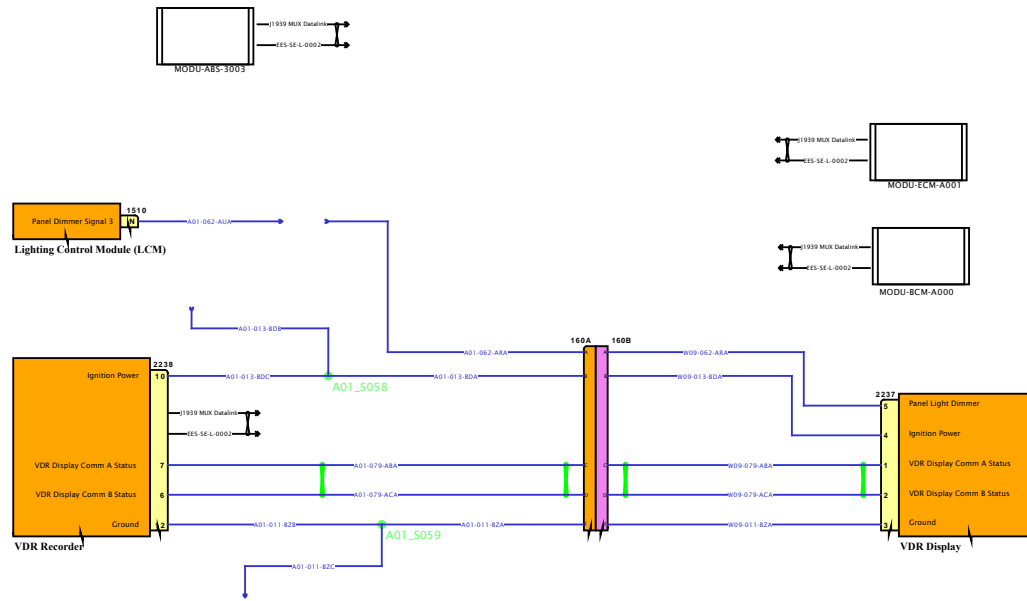 J1939 MUX Datalink
EES-SE-L-0002
MODU-ABS-3003
J1939 MUX Datalink
EES-SE-L-0002
MODU-ECM-A001
1510
Panel Dimmer Signal 3
N
A01-062-AUA
Lighting Control Module (LCM)
J1939 MUX Datalink
EES-SE-L-0002
MODU-BCM-A000
A01-013-BDB
160A
160B
A01-062-ARA
A
A
W09-062-ARA
2238
Ignition Power
10
A01-013-BDC
A01-013-BDA
W09-013-BDA
A01_S058
2237
5
Panel Light Dimmer
J1939 MUX Datalink
EES-SE-L-0002
4
Ignition Power
VDR Display Comm A Status
7
A01-079-ABA
C
W09-079-ABA
1
VDR Display Comm A Status
VDR Display Comm B Status
6
A01-079-ACA
D
D
W09-079-ACA
2
VDR Display Comm B Status
Ground
12
A01-011-BZB
A01-011-BZA
W09-011-BZA
3
Ground
A01_S059
VDR Recorder
VDR Display
A01-011-BZC